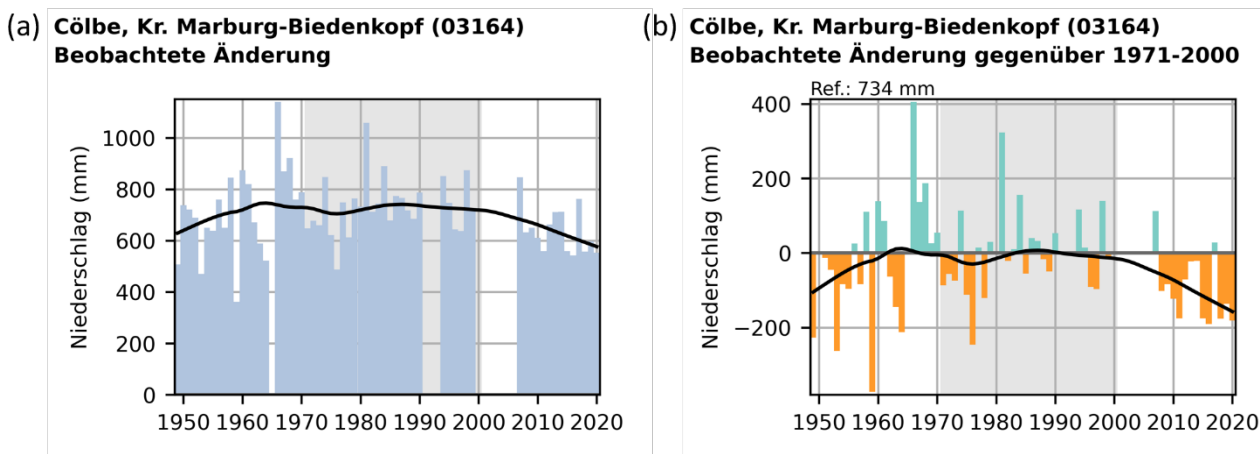 (a) Cölbe, Kr. Marburg-Biedenkopf (03164)
Beobachtete Änderung
Niederschlag (mm)
1000
800
600
400
200
0
1950 1960 1970 1980 1990 2000 2010 2020
(b) Cölbe, Kr. Marburg-Biedenkopf (03164)
Beobachtete Änderung gegenüber 1971-2000
Ref.: 734 mm
Niederschlag (mm)
400
200
0
−200
1950 1960 1970 1980 1990 2000 2010 2020